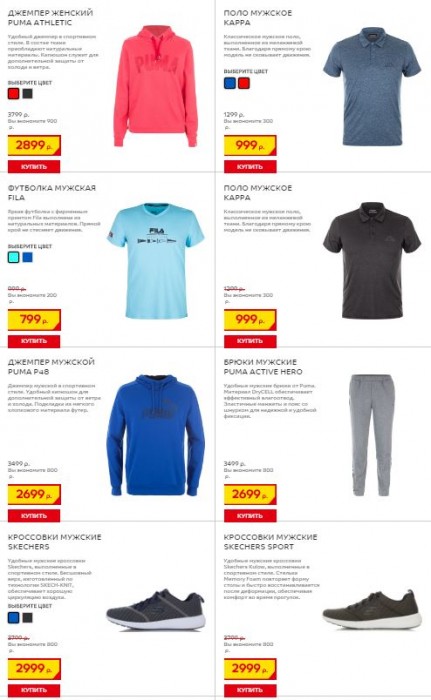 ДЖЕМПЕР ЖЕНСКИЙ
PUMA ATHLETIC
Удобный джемпер в спортивном
стиле. В составе ткани
преобладают натуральные
материалы. Капюшон служит для
дополнительной защиты от
холода и ветра.
ВЫБЕРИТЕ ЦВЕТ
3799 р.
Вы экономите 900
р.
2899 р.
КУПИТЬ
PUMA
ПОЛО МУЖСКОЕ
KAPPA
Классическое мужское поло,
выполненное из меланжевой
ткани. Благодаря прямому крою
модель не сковывает движения.
ВЫБЕРИТЕ ЦВЕТ
1299 р.
Вы экономите 300
р.
999 р.
КУПИТЬ
ФУТБОЛКА МУЖСКАЯ
FILA
Яркая футболка с фирменным
принтом Fila выполнена из
натуральных материалов. Прямой
крой не стесняет движения.
ВЫБЕРИТЕ ЦВЕТ
999 р.
Вы экономите 200
р.
799 р.
КУПИТЬ
FILA
ПОЛО МУЖСКОЕ
KAPPA
Классическое мужское поло,
выполненное из меланжевой
ткани. Благодаря прямому крою
модель не сковывает движения.
1299 р.
Вы экономите 300
р.
999 р.
КУПИТЬ
ДЖЕМПЕР МУЖСКОЙ
PUMA P48
Джемпер мужской в спортивном
стиле. Удобный капюшон для
дополнительной защиты от ветра
и холода. Подкладка из мягкого
хлопкового материала футер.
3499 р.
Вы экономите 800
р.
2699 р.
КУПИТЬ
PUMA
БРЮКИ МУЖСКИЕ
PUMA ACTIVE HERO
Удобные мужские брюки от Puma.
Материал DryCELL обеспечивает
эффективный влагоотвод.
Эластичные манжеты и пояс со
шнурком для надежной и удобной
фиксации.
3499 р.
Вы экономите 800
р.
2699 р.
КУПИТЬ
КРОССОВКИ МУЖСКИЕ
SKECHERS
Удобные мужские кроссовки
Skechers, выполненные в
спортивном стиле. Бесшовный
верх, изготовленный по
технологии SKECH-KNIT,
обеспечивает хорошую
циркуляцию воздуха.
ВЫБЕРИТЕ ЦВЕТ
3799 р.
Вы экономите 800
р.
2999 р.
КРОССОВКИ МУЖСКИЕ
SKECHERS SPORT
Удобные мужские кроссовки
Skechers Kulow, выполненные в
спортивном стиле. Стелька
Memory Foam повторяет форму
стопы и быстро восстанавливается
после давления, обеспечивая
комфорт во время прогулок.
3799 р.
Вы экономите 800
р.
2999 р.